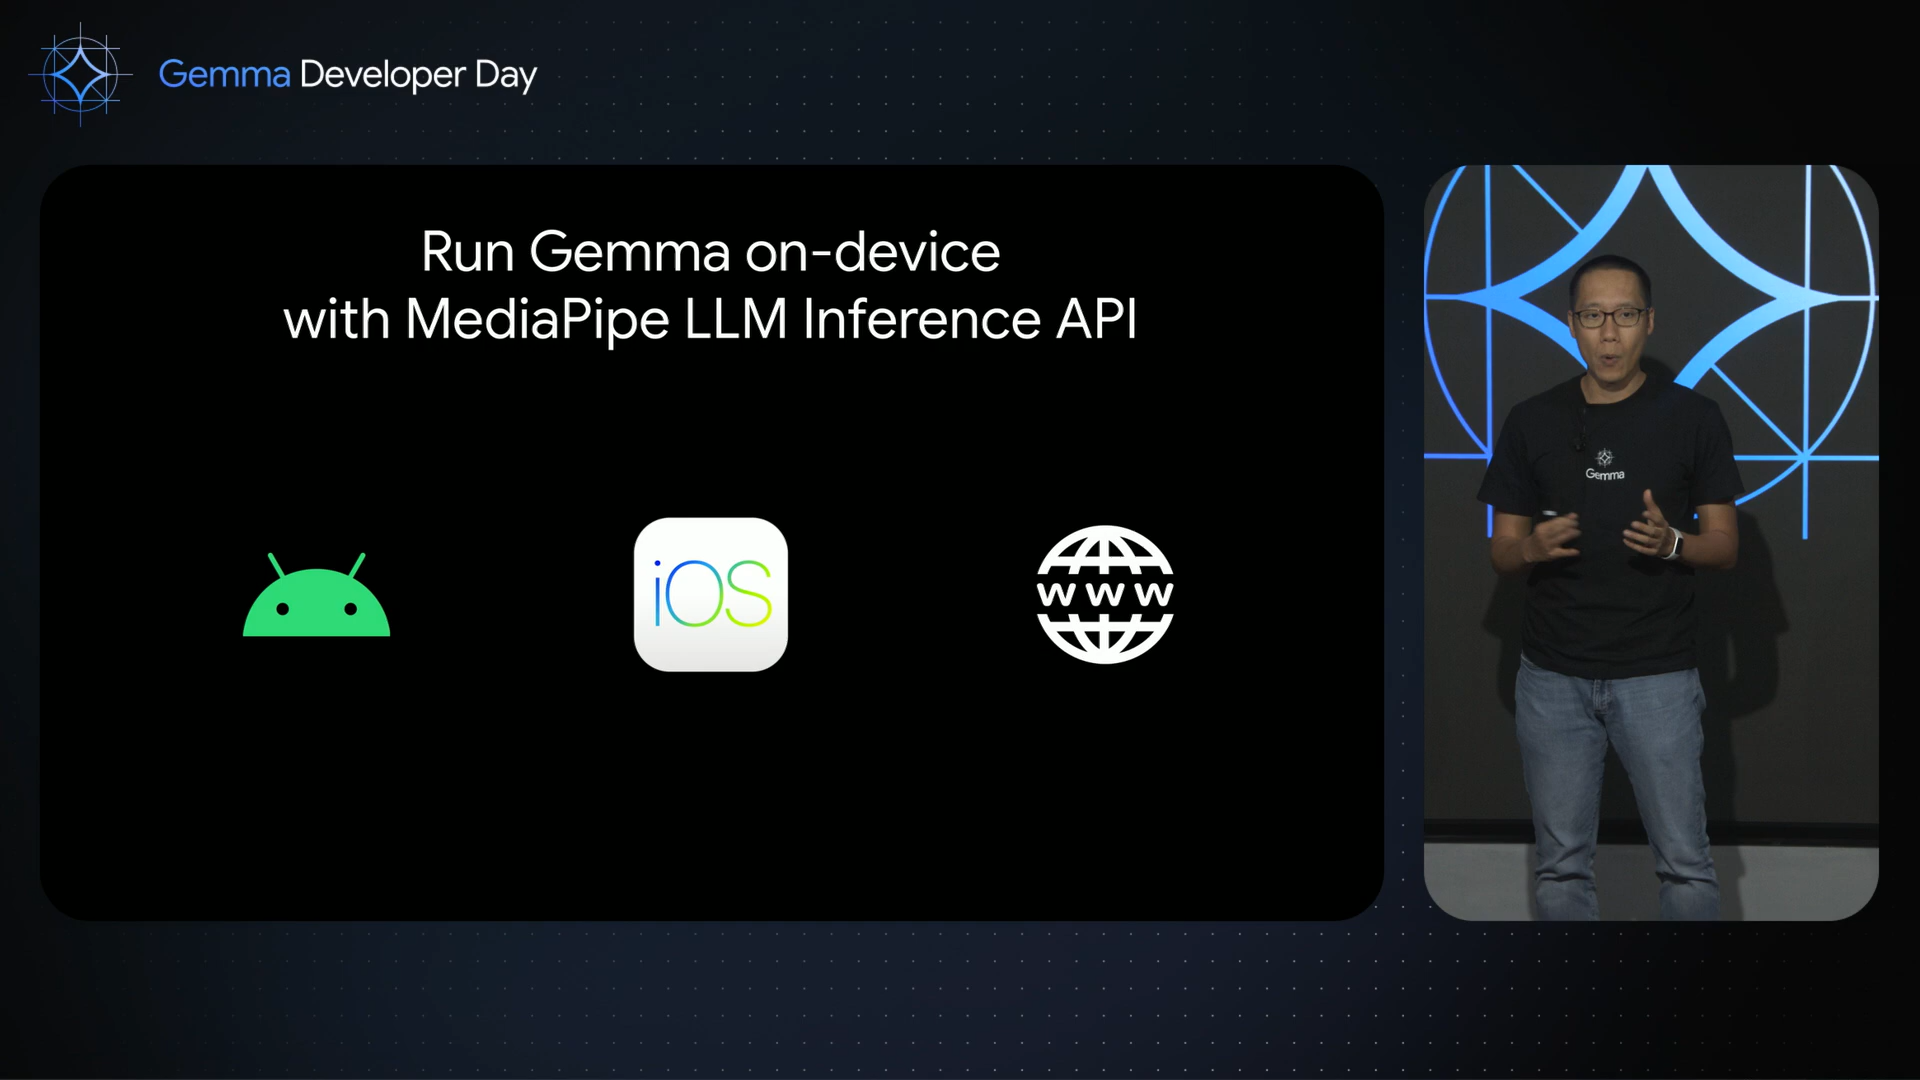 Gemma Developer Day
Run Gemma on-device
with MediaPipe LLM Inference API
iOS
www
Gemma